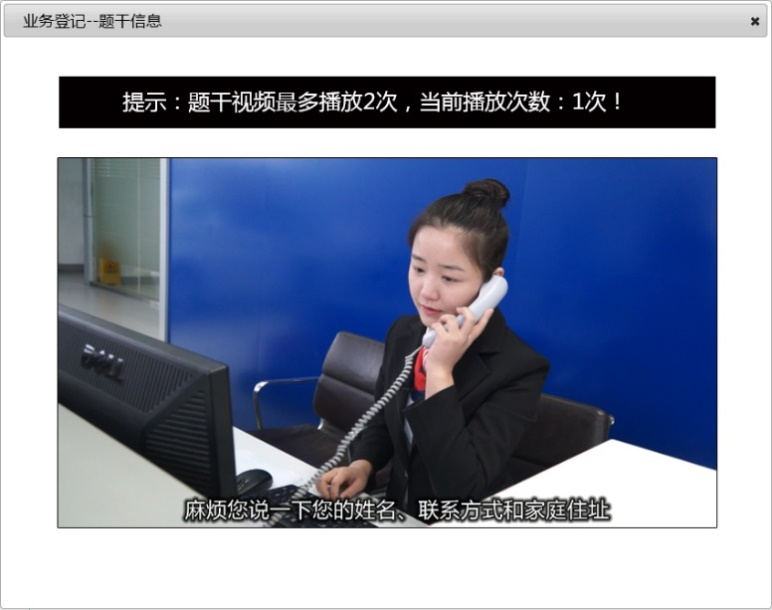 业务登记--题干信息
提示：题干视频最多播放2次，当前播放次数：1次！
DELL
麻烦您说一下您的姓名、联系方式和家庭住址